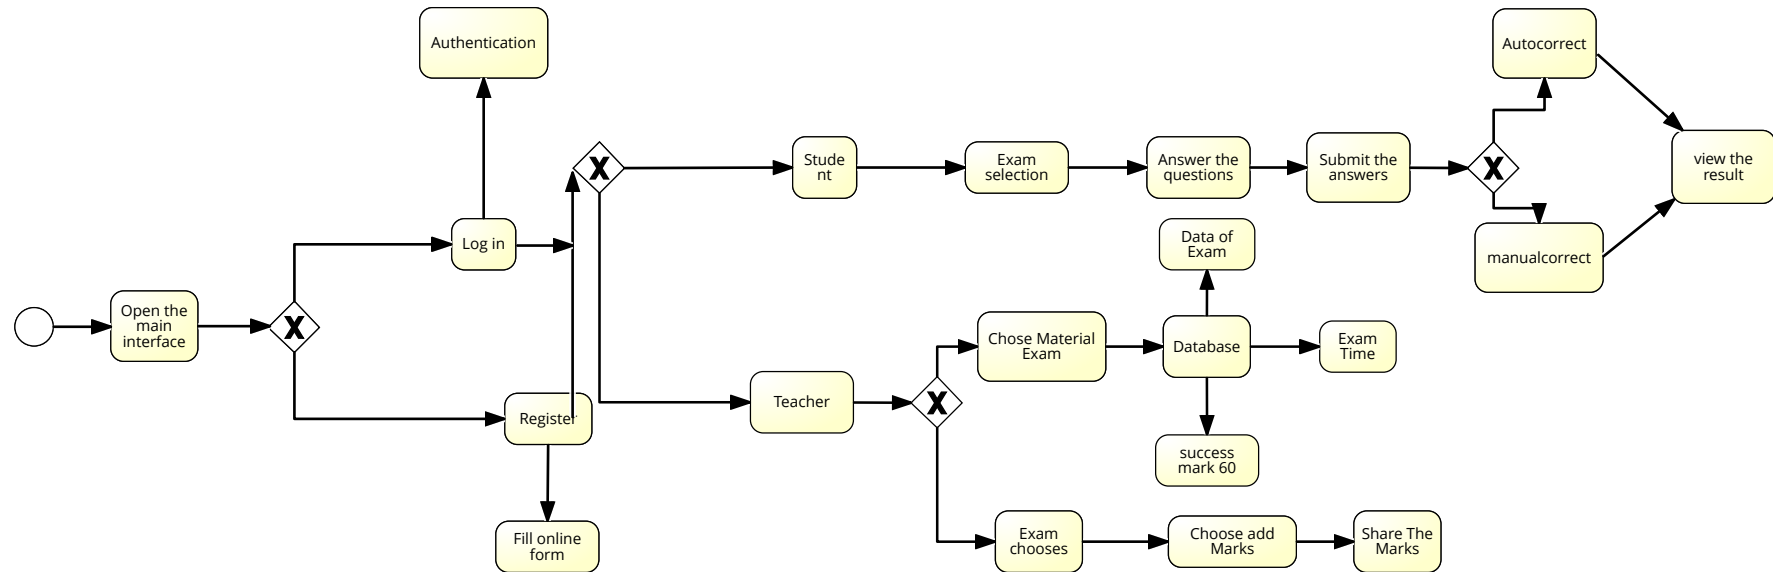 Authentication
Autocorrect
Stude
nt
Exam
selection
Answer the
questions
Submit the
answers
view the
result
Log in
Data of
Exam
manualcorrect
Open the
main
interface
Chose Material
Exam
Database
Exam
Time
Teacher
Register
success
mark 60
Fill online
form
Exam
chooses
Choose add
Marks
Share The
Marks